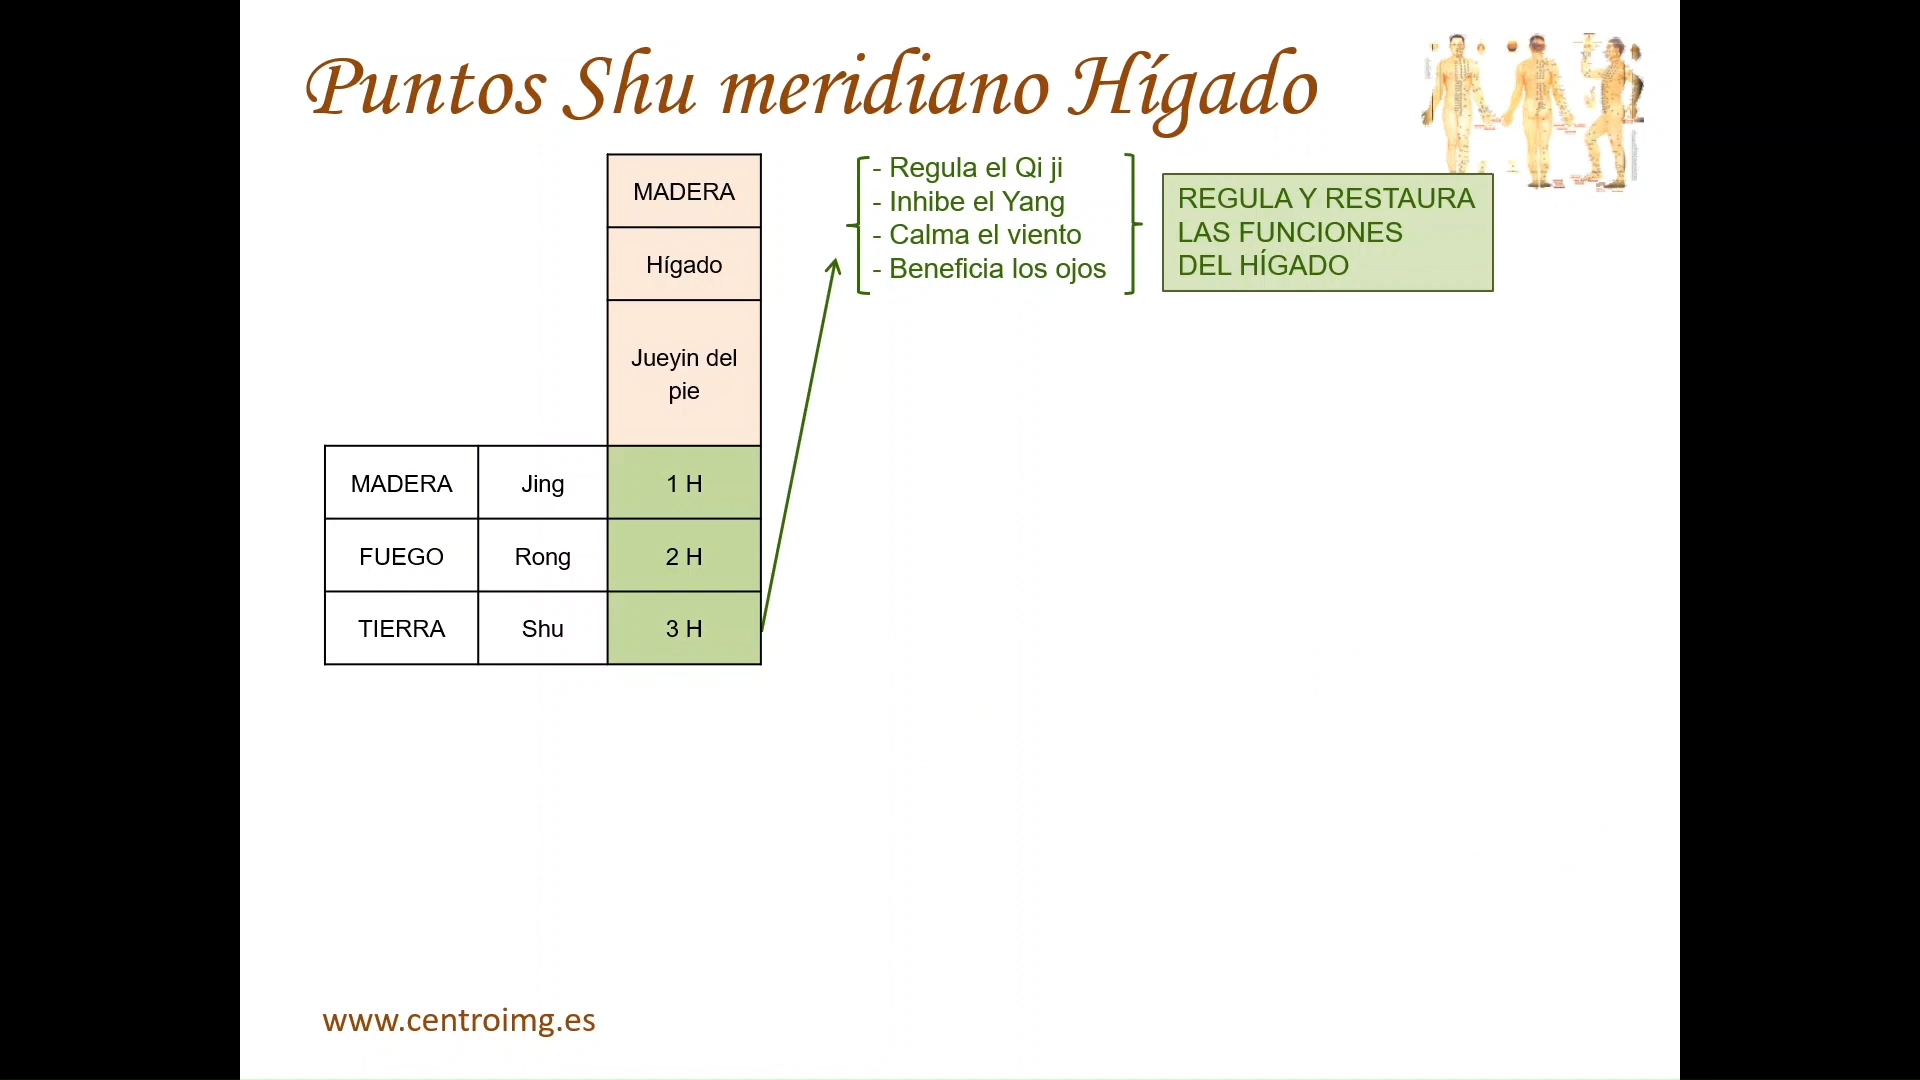 Puntos Shu meridiano Hígado
MADERA
Hígado
Jueyin del
pie
MADERA Jing 1 H
FUEGO Rong 2 H
TIERRA Shu 3 H
- Regula el Qi ji
- Inhibe el Yang
- Calma el viento
- Beneficia los ojos
REGULA Y RESTAURA
LAS FUNCIONES
DEL HÍGADO
www.centroimg.es